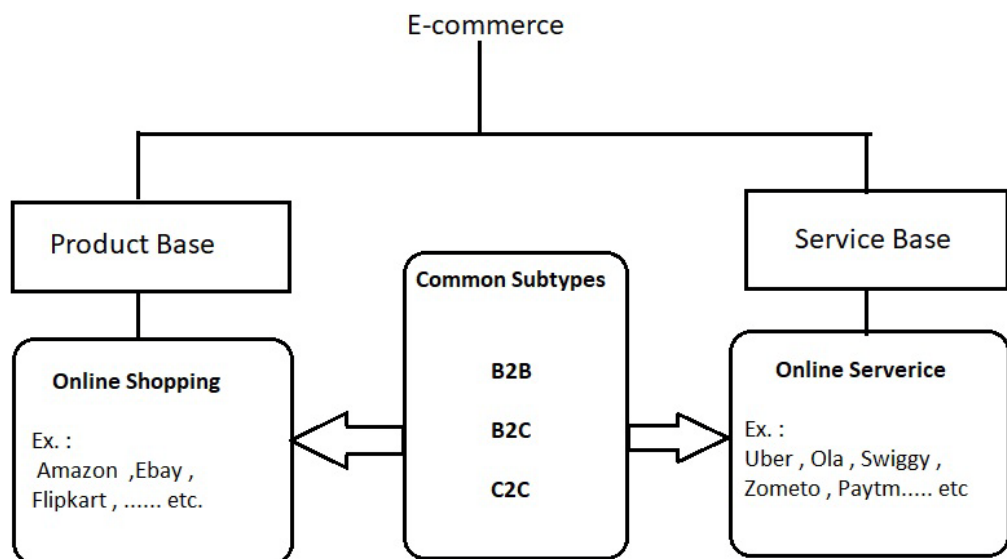 E-commerce
Product Base
Service Base
Common Subtypes
B2B
B2C
C2C
Online Shopping
Ex. :
Amazon ,Ebay ,
Flipkart , ...... etc.
Online Serverice
Ex. :
Uber , Ola , Swiggy ,
Zometo , Paytm..... etc